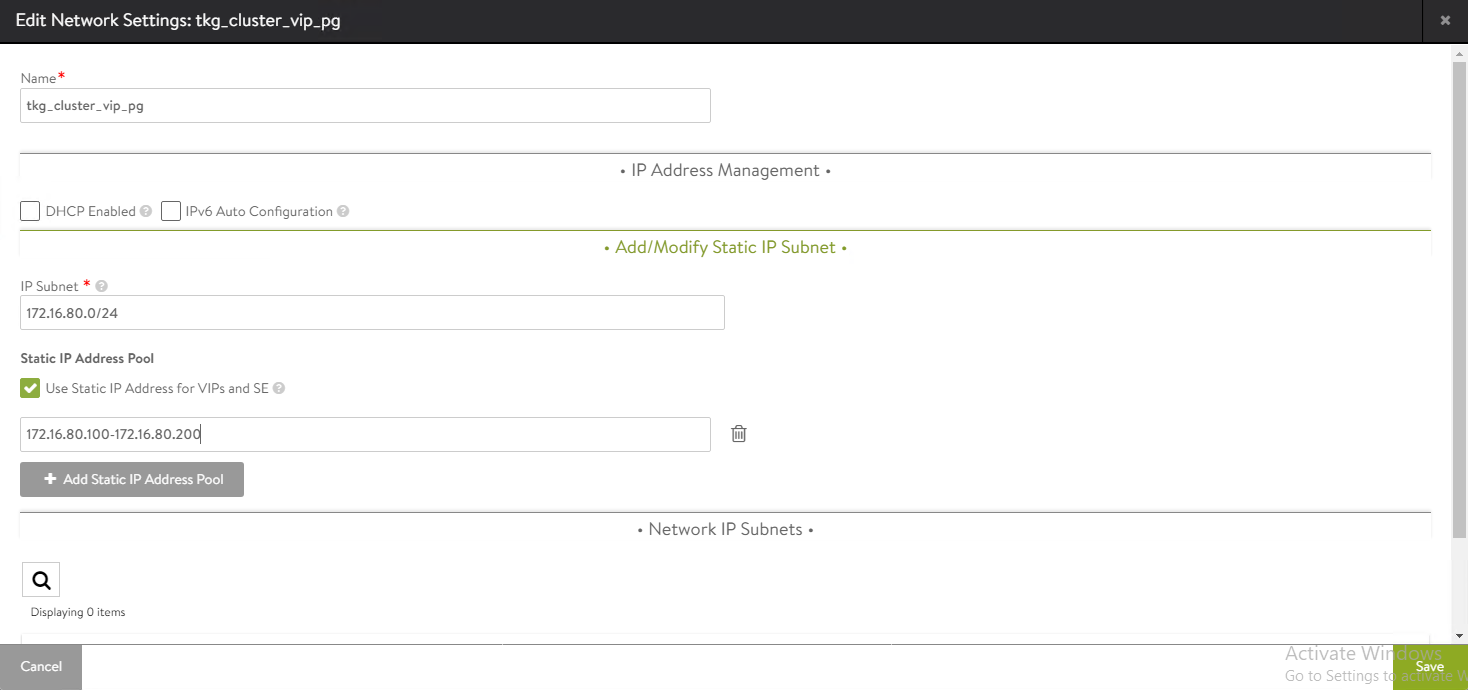 Edit Network Settings: tkg_cluster_vip_pg
Name*
tkg_cluster_vip_pg
• IP Address Management •
DHCP Enabled ? IPv6 Auto Configuration ?
• Add/Modify Static IP Subnet •
IP Subnet * ?
172.16.80.0/24
Static IP Address Pool
Use Static IP Address for VIPs and SE ?
172.16.80.100-172.16.80.200
+ Add Static IP Address Pool
• Network IP Subnets •
Displaying 0 items
Cancel
Activate Windows
Save
Go to Settings to activate W